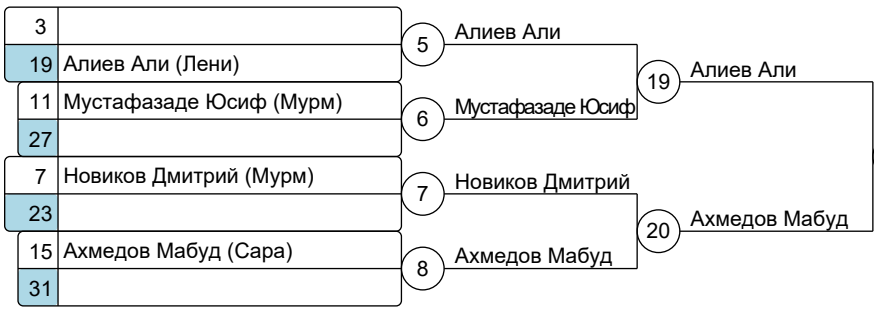 3
5 Алиев Али
19 Алиев Али (Лени)
19 Алиев Али
11 Мустафазаде Юсиф (Мурм)
6 Мустафазаде Юсиф
27
7 Новиков Дмитрий (Мурм)
7 Новиков Дмитрий
23
20 Ахмедов Мабуд
15 Ахмедов Мабуд (Сара)
8 Ахмедов Мабуд
31